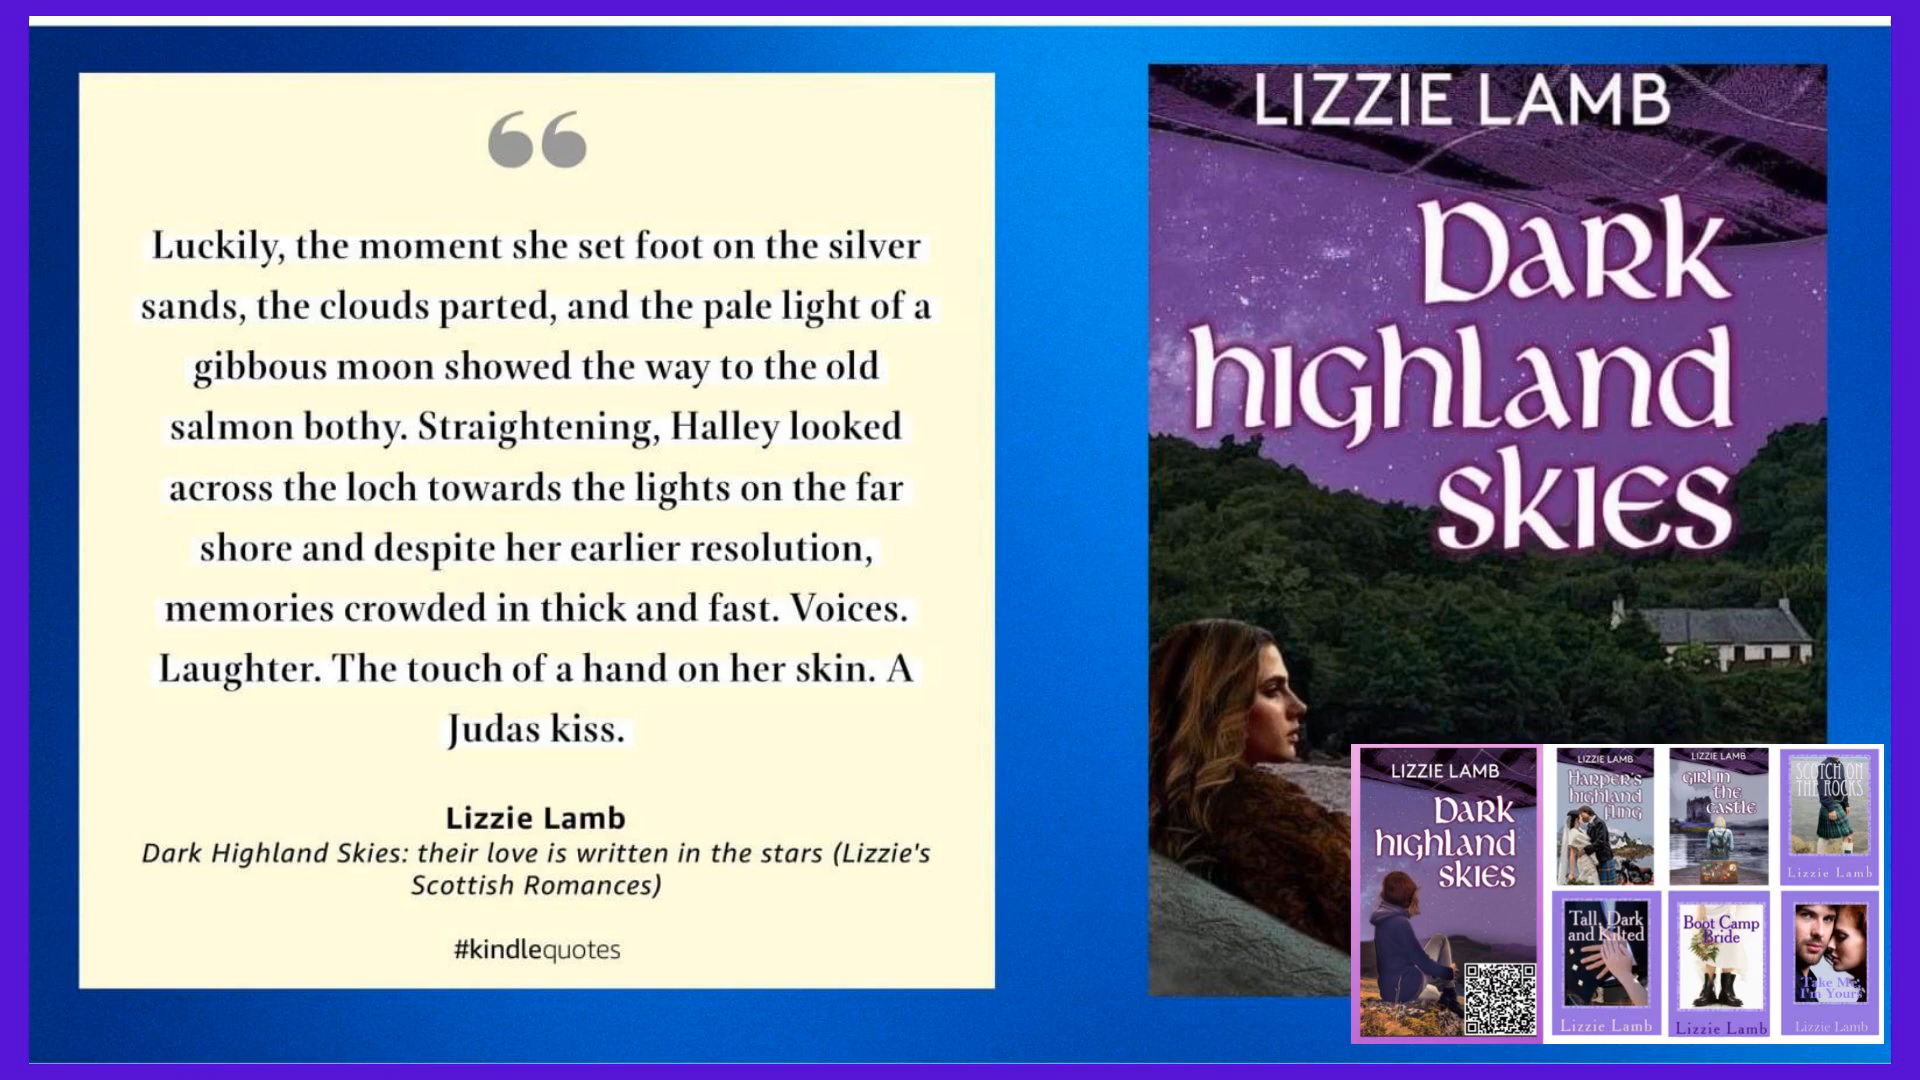 “
Luckily, the moment she set foot on the silver
sands, the clouds parted, and the pale light of a
gibbous moon showed the way to the old
salmon bothy. Straightening, Halley looked
across the loch towards the lights on the far
shore and despite her earlier resolution,
memories crowded in thick and fast. Voices.
Laughter. The touch of a hand on her skin. A
Judas kiss.
Lizzie Lamb
Dark Highland Skies: their love is written in the stars (Lizzie's
Scottish Romances)
#kindlequotes
LIZZIE LAMB
Dark
highland
skies
LIZZIE LAMB
Dark
highland
skies
LIZZIE LAMB
Harper's
highland
fling
LIZZIE LAMB
girl in
the
castle
SCOTCH ON
THE ROCKS
Lizzie Lamb
Tall, Dark
and Kilted
Lizzie Lamb
Boot Camp
Bride
Lizzie Lamb
Take Me,
I'm Yours
Lizzie Lamb